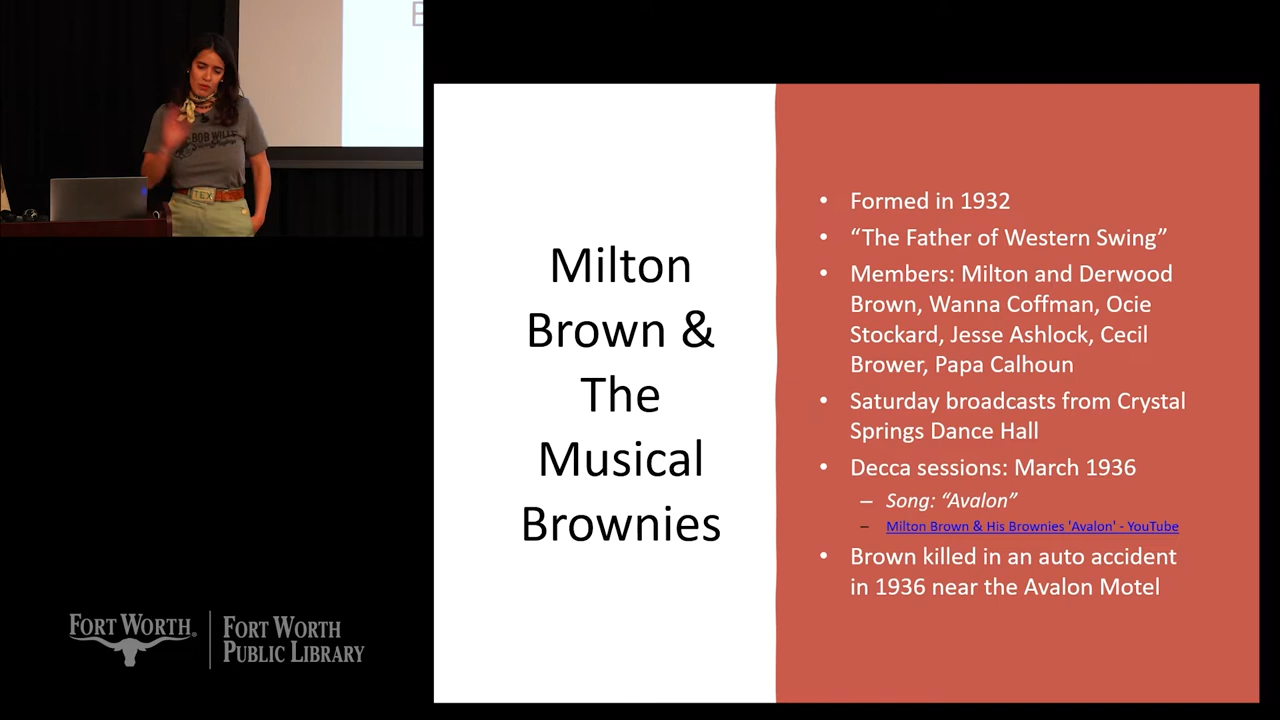 BOB WILLS
TEX
Milton
Brown &
The
Musical
Brownies
• Formed in 1932
• “The Father of Western Swing”
• Members: Milton and Derwood
Brown, Wanna Coffman, Ocie
Stockard, Jesse Ashlock, Cecil
Brower, Papa Calhoun
• Saturday broadcasts from Crystal
Springs Dance Hall
• Decca sessions: March 1936
– Song: “Avalon”
– Milton Brown & His Brownies 'Avalon' - YouTube
• Brown killed in an auto accident
in 1936 near the Avalon Motel
FORT WORTH®
FORT WORTH
PUBLIC LIBRARY